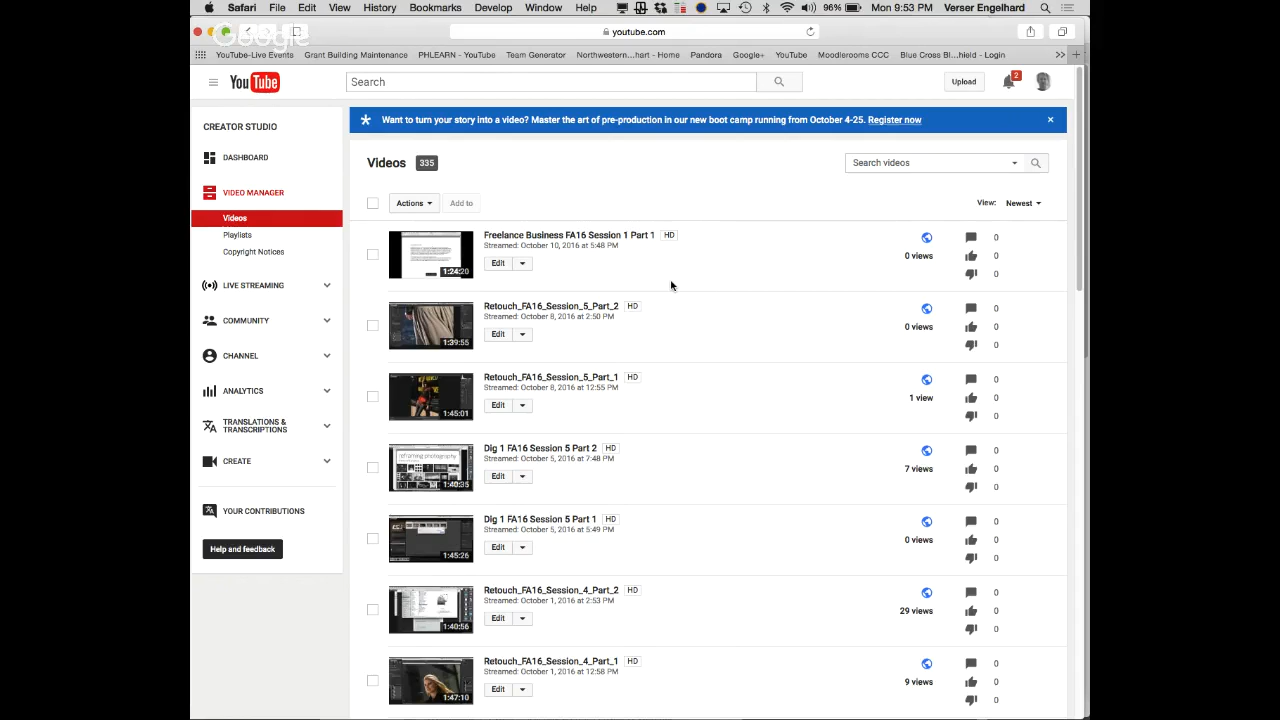 Safari File Edit View History Bookmarks Develop Window Help 96% Mon 9:53 PM Verser Engelhard
Google
youtube.com
YouTube-Live Events Grant Building Maintenance PHLEARN - YouTube Team Generator Northwestern...hart - Home Pandora Google+ YouTube Moodlerooms CCC Blue Cross Bl...hield - Login >> +
YouTube Search Upload 2
CREATOR STUDIO
DASHBOARD
VIDEO MANAGER
Videos
Playlists
Copyright Notices
LIVE STREAMING
COMMUNITY
CHANNEL
ANALYTICS
TRANSLATIONS &
TRANSCRIPTIONS
CREATE
YOUR CONTRIBUTIONS
Help and feedback
Want to turn your story into a video? Master the art of pre-production in our new boot camp running from October 4-25. Register now ×
Videos 335 Search videos
Actions Add to View: Newest
Freelance Business FA16 Session 1 Part 1 HD 0
Streamed: October 10, 2016 at 5:48 PM
0 views 0
Edit
1:24:20 0
Retouch_FA16_Session_5_Part_2 HD 0
Streamed: October 8, 2016 at 2:50 PM
0 views 0
Edit
1:39:55 0
Retouch_FA16_Session_5_Part_1 HD 0
Streamed: October 8, 2016 at 12:55 PM
1 view 0
Edit
1:45:01 0
Dig 1 FA16 Session 5 Part 2 HD 0
Streamed: October 5, 2016 at 7:48 PM
reframing photography
7 views 0
Edit
1:40:35 0
Dig 1 FA16 Session 5 Part 1 HD 0
Streamed: October 5, 2016 at 5:49 PM
0 views 0
Edit
1:45:26 0
Retouch_FA16_Session_4_Part_2 HD 0
Streamed: October 1, 2016 at 2:53 PM
29 views 0
Edit
1:40:56 0
Retouch_FA16_Session_4_Part_1 HD 0
Streamed: October 1, 2016 at 12:58 PM
9 views 0
Edit
1:47:10 0